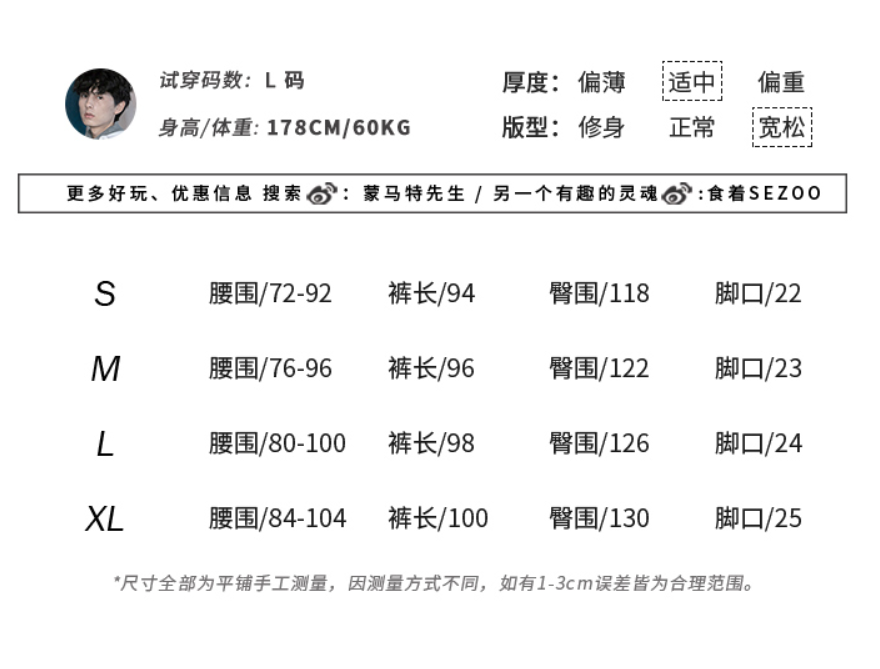 试穿码数：L 码
厚度： 偏薄 适中 偏重
身高/体重: 178CM/60KG
版型： 修身 正常 宽松
更多好玩、优惠信息 搜索 ：蒙马特先生 / 另一个有趣的灵魂 :食着SEZOO
S 腰围/72-92 裤长/94 臀围/118 脚口/22
M 腰围/76-96 裤长/96 臀围/122 脚口/23
L 腰围/80-100 裤长/98 臀围/126 脚口/24
XL 腰围/84-104 裤长/100 臀围/130 脚口/25
*尺寸全部为平铺手工测量，因测量方式不同，如有1-3cm误差皆为合理范围。